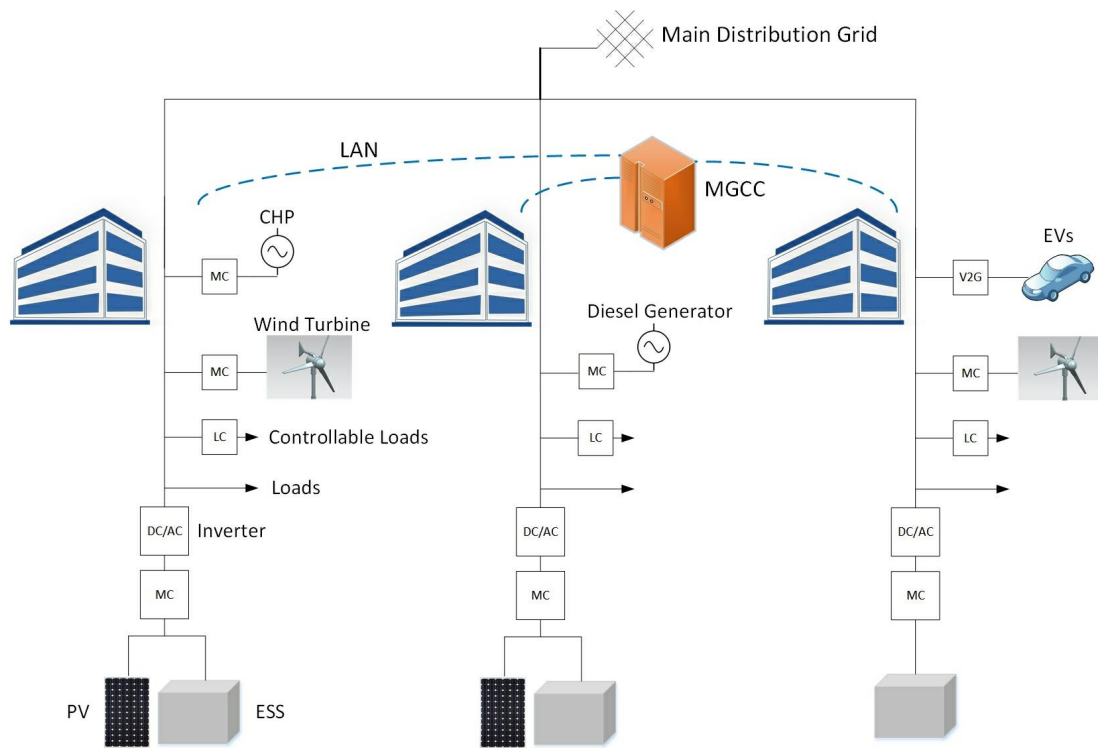 Main Distribution Grid
LAN
MGCC
CHP
EVs
MC
V2G
Wind Turbine
Diesel Generator
MC
MC
MC
LC
Controllable Loads
LC
LC
Loads
DC/AC
Inverter
DC/AC
DC/AC
MC
MC
MC
PV
ESS